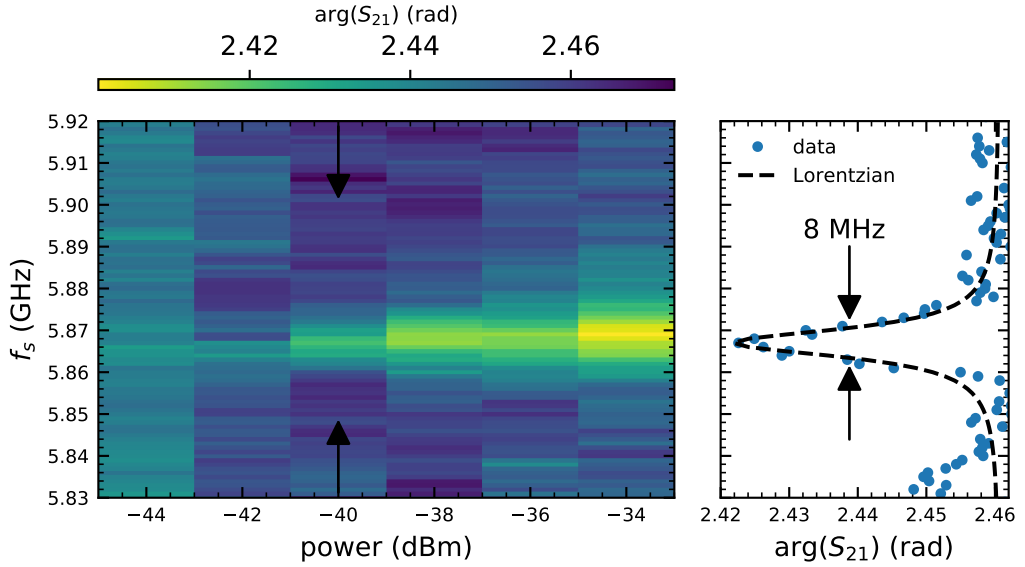 arg(S21) (rad)
2.42 2.44 2.46
5.92
5.91
5.90
5.89
5.88
5.87
5.86
5.85
5.84
5.83
fs (GHz)
−44 −42 −40 −38 −36 −34
power (dBm)
data
Lorentzian
8 MHz
2.42 2.43 2.44 2.45 2.46
arg(S21) (rad)